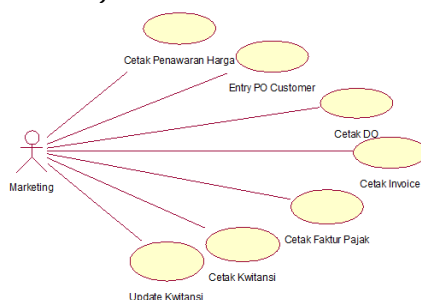 Cetak Penawaran Harga
Entry PO Customer
Cetak DO
Marketing
Cetak Invoice
Cetak Faktur Pajak
Cetak Kwitansi
Update Kwitansi